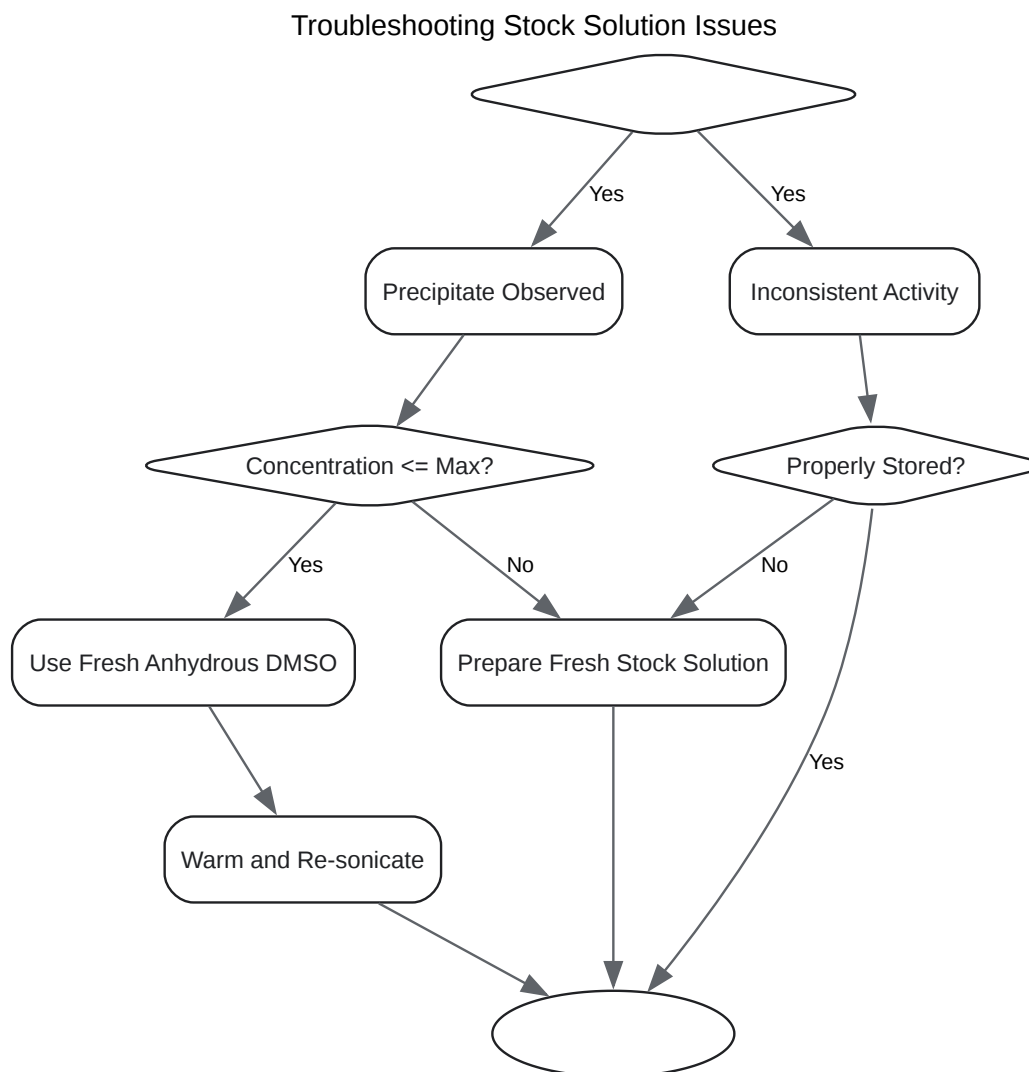 Troubleshooting Stock Solution Issues
Yes
Yes
Precipitate Observed
Inconsistent Activity
Concentration <= Max?
Properly Stored?
Yes
No
No
Use Fresh Anhydrous DMSO
Prepare Fresh Stock Solution
Yes
Warm and Re-sonicate